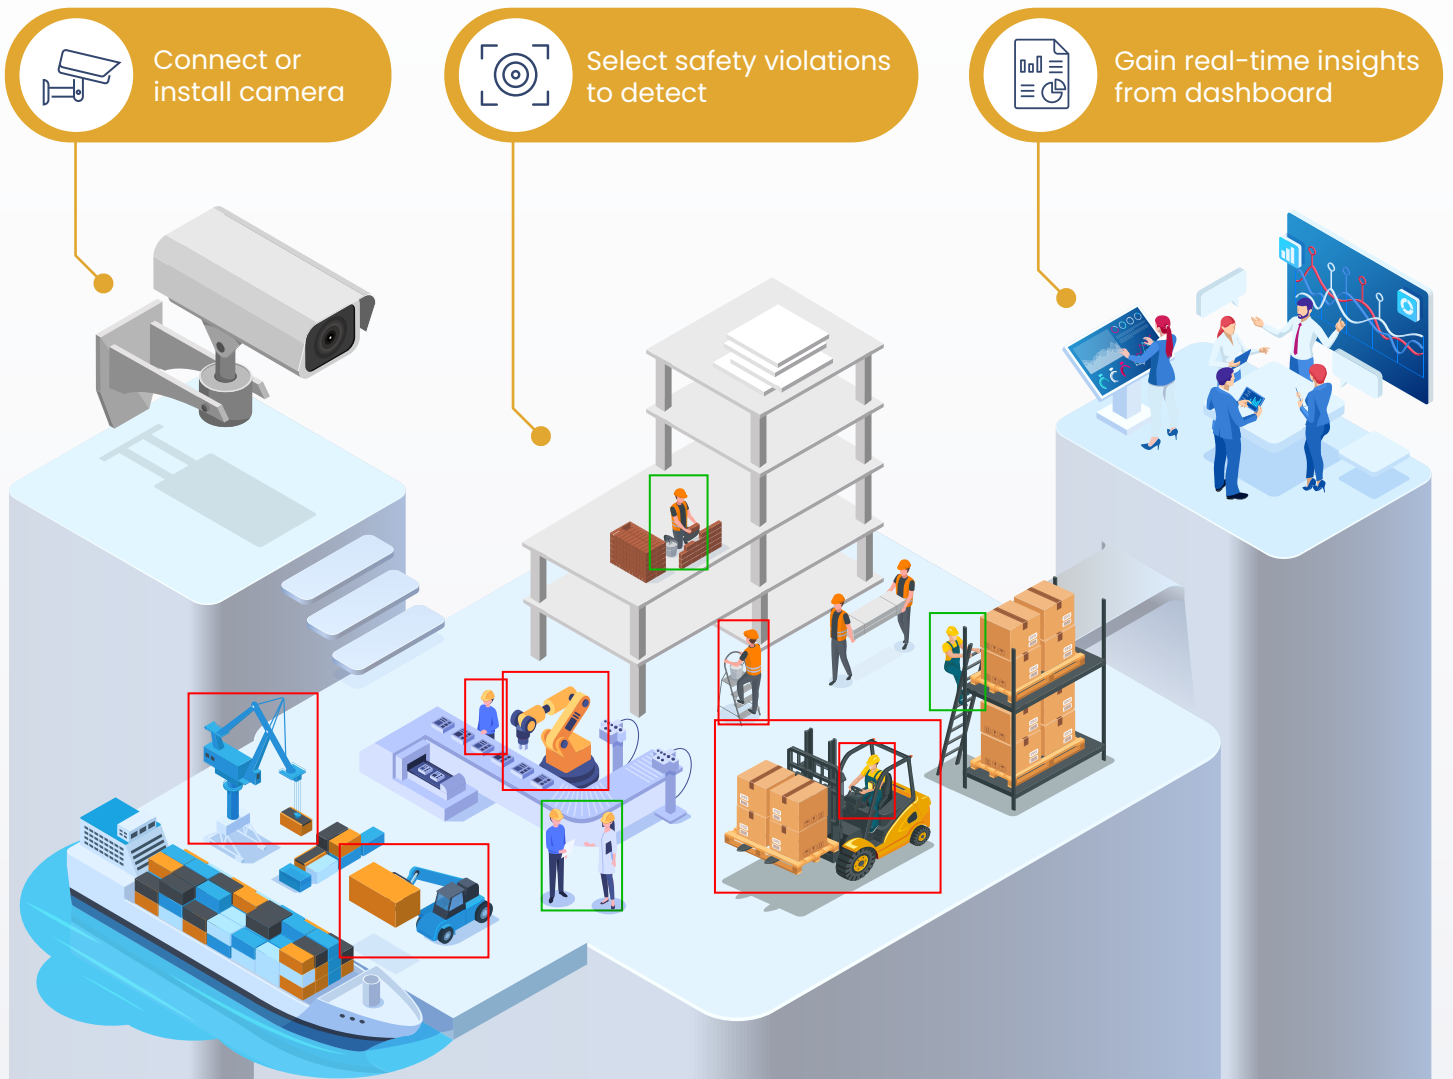 Connect or
install camera
Select safety violations
to detect
Gain real-time insights
from dashboard